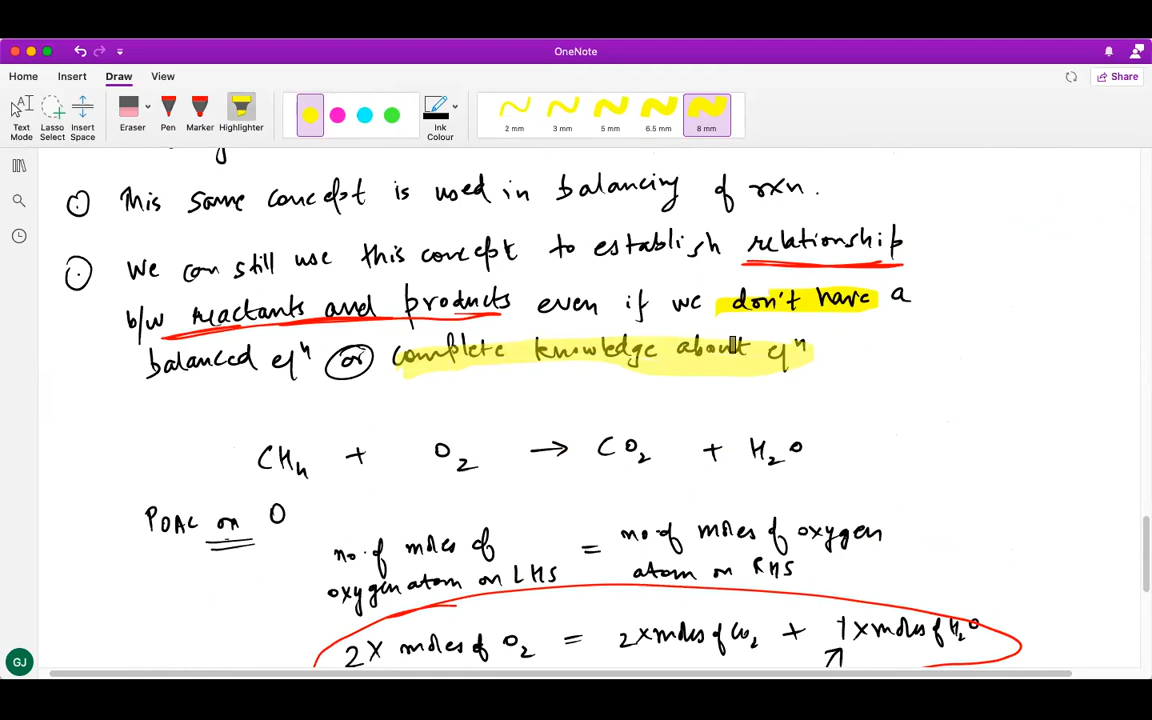 OneNote
Home Insert Draw View
Share
Text Mode
Lasso Select
Insert Space
Eraser
Pen
Marker
Highlighter
Ink Colour
2 mm
3 mm
5 mm
6.5 mm
8 mm
⊙ This same concept is used in balancing of rxn.
⊙ We can still use this concept to establish relationship
b/w reactants and products even if we don't have a
balanced eqⁿ or complete knowledge about eqⁿ
CH₄ + O₂ → CO₂ + H₂O
POAC on O
no. of moles of oxygen atom on LHS = no. of moles of oxygen atom on RHS
2 × moles of O₂ = 2 × moles of CO₂ + 1 × moles of H₂O
GJ